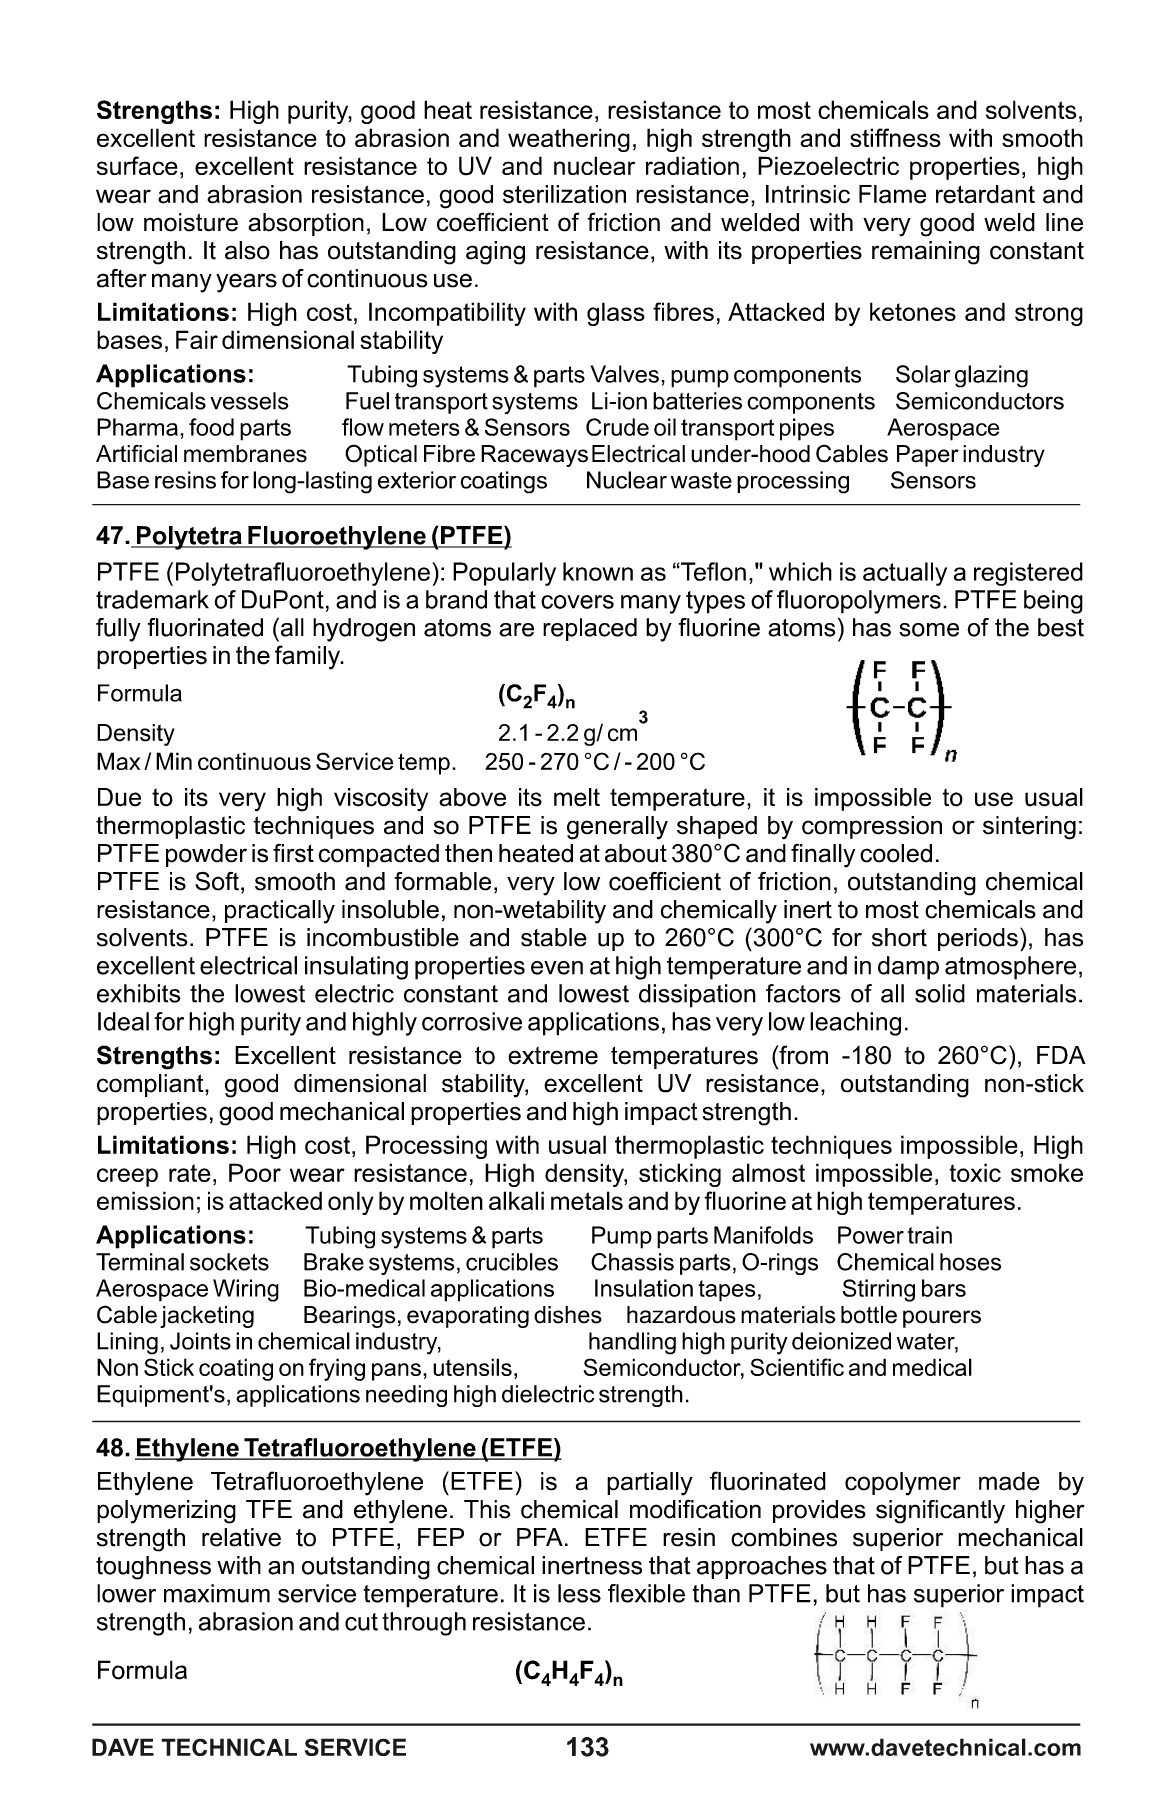 Strengths: High purity, good heat resistance, resistance to most chemicals and solvents,
excellent resistance to abrasion and weathering, high strength and stiffness with smooth
surface, excellent resistance to UV and nuclear radiation, Piezoelectric properties, high
wear and abrasion resistance, good sterilization resistance, Intrinsic Flame retardant and
low moisture absorption, Low coefficient of friction and welded with very good weld line
strength. It also has outstanding aging resistance, with its properties remaining constant
after many years of continuous use.
Limitations: High cost, Incompatibility with glass fibres, Attacked by ketones and strong
bases, Fair dimensional stability
Applications: Tubing systems & parts Valves, pump components Solar glazing
Chemicals vessels Fuel transport systems Li-ion batteries components Semiconductors
Pharma, food parts flow meters & Sensors Crude oil transport pipes Aerospace
Artificial membranes Optical Fibre Raceways Electrical under-hood Cables Paper industry
Base resins for long-lasting exterior coatings Nuclear waste processing Sensors
47. Polytetra Fluoroethylene (PTFE)
PTFE (Polytetrafluoroethylene): Popularly known as “Teflon," which is actually a registered
trademark of DuPont, and is a brand that covers many types of fluoropolymers. PTFE being
fully fluorinated (all hydrogen atoms are replaced by fluorine atoms) has some of the best
properties in the family.
Formula (C2F4)n
Density 2.1 - 2.2 g/ cm3
Max / Min continuous Service temp. 250 - 270 °C / - 200 °C
F F
C-C
F F
n
Due to its very high viscosity above its melt temperature, it is impossible to use usual
thermoplastic techniques and so PTFE is generally shaped by compression or sintering:
PTFE powder is first compacted then heated at about 380°C and finally cooled.
PTFE is Soft, smooth and formable, very low coefficient of friction, outstanding chemical
resistance, practically insoluble, non-wetability and chemically inert to most chemicals and
solvents. PTFE is incombustible and stable up to 260°C (300°C for short periods), has
excellent electrical insulating properties even at high temperature and in damp atmosphere,
exhibits the lowest electric constant and lowest dissipation factors of all solid materials.
Ideal for high purity and highly corrosive applications, has very low leaching.
Strengths: Excellent resistance to extreme temperatures (from -180 to 260°C), FDA
compliant, good dimensional stability, excellent UV resistance, outstanding non-stick
properties, good mechanical properties and high impact strength.
Limitations: High cost, Processing with usual thermoplastic techniques impossible, High
creep rate, Poor wear resistance, High density, sticking almost impossible, toxic smoke
emission; is attacked only by molten alkali metals and by fluorine at high temperatures.
Applications: Tubing systems & parts Pump parts Manifolds Power train
Terminal sockets Brake systems, crucibles Chassis parts, O-rings Chemical hoses
Aerospace Wiring Bio-medical applications Insulation tapes, Stirring bars
Cable jacketing Bearings, evaporating dishes hazardous materials bottle pourers
Lining, Joints in chemical industry, handling high purity deionized water,
Non Stick coating on frying pans, utensils, Semiconductor, Scientific and medical
Equipment's, applications needing high dielectric strength.
48. Ethylene Tetrafluoroethylene (ETFE)
Ethylene Tetrafluoroethylene (ETFE) is a partially fluorinated copolymer made by
polymerizing TFE and ethylene. This chemical modification provides significantly higher
strength relative to PTFE, FEP or PFA. ETFE resin combines superior mechanical
toughness with an outstanding chemical inertness that approaches that of PTFE, but has a
lower maximum service temperature. It is less flexible than PTFE, but has superior impact
strength, abrasion and cut through resistance.
Formula (C4H4F4)n
H H F F
C-C-C-C
H H F F
n
DAVE TECHNICAL SERVICE 133 www.davetechnical.com